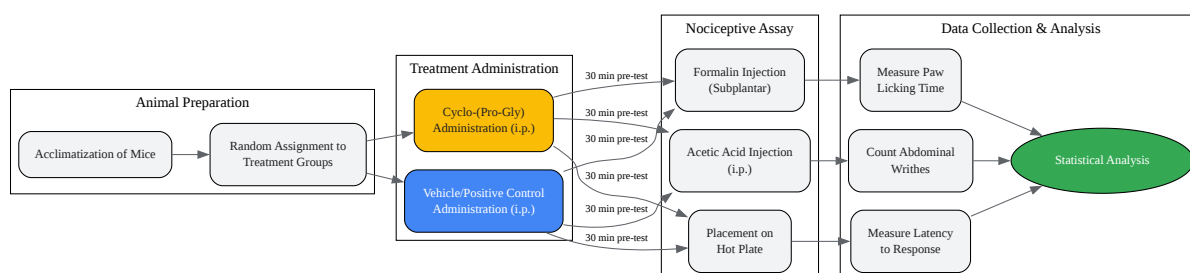 Animal Preparation
Acclimatization of Mice
Random Assignment to
Treatment Groups
Treatment Administration
Cyclo-(Pro-Gly)
Administration (i.p.)
Vehicle/Positive Control
Administration (i.p.)
30 min pre-test
30 min pre-test
30 min pre-test
30 min pre-test
30 min pre-test
30 min pre-test
Nociceptive Assay
Formalin Injection
(Subplantar)
Acetic Acid Injection
(i.p.)
Placement on
Hot Plate
Data Collection & Analysis
Measure Paw
Licking Time
Count Abdominal
Writhes
Measure Latency
to Response
Statistical Analysis